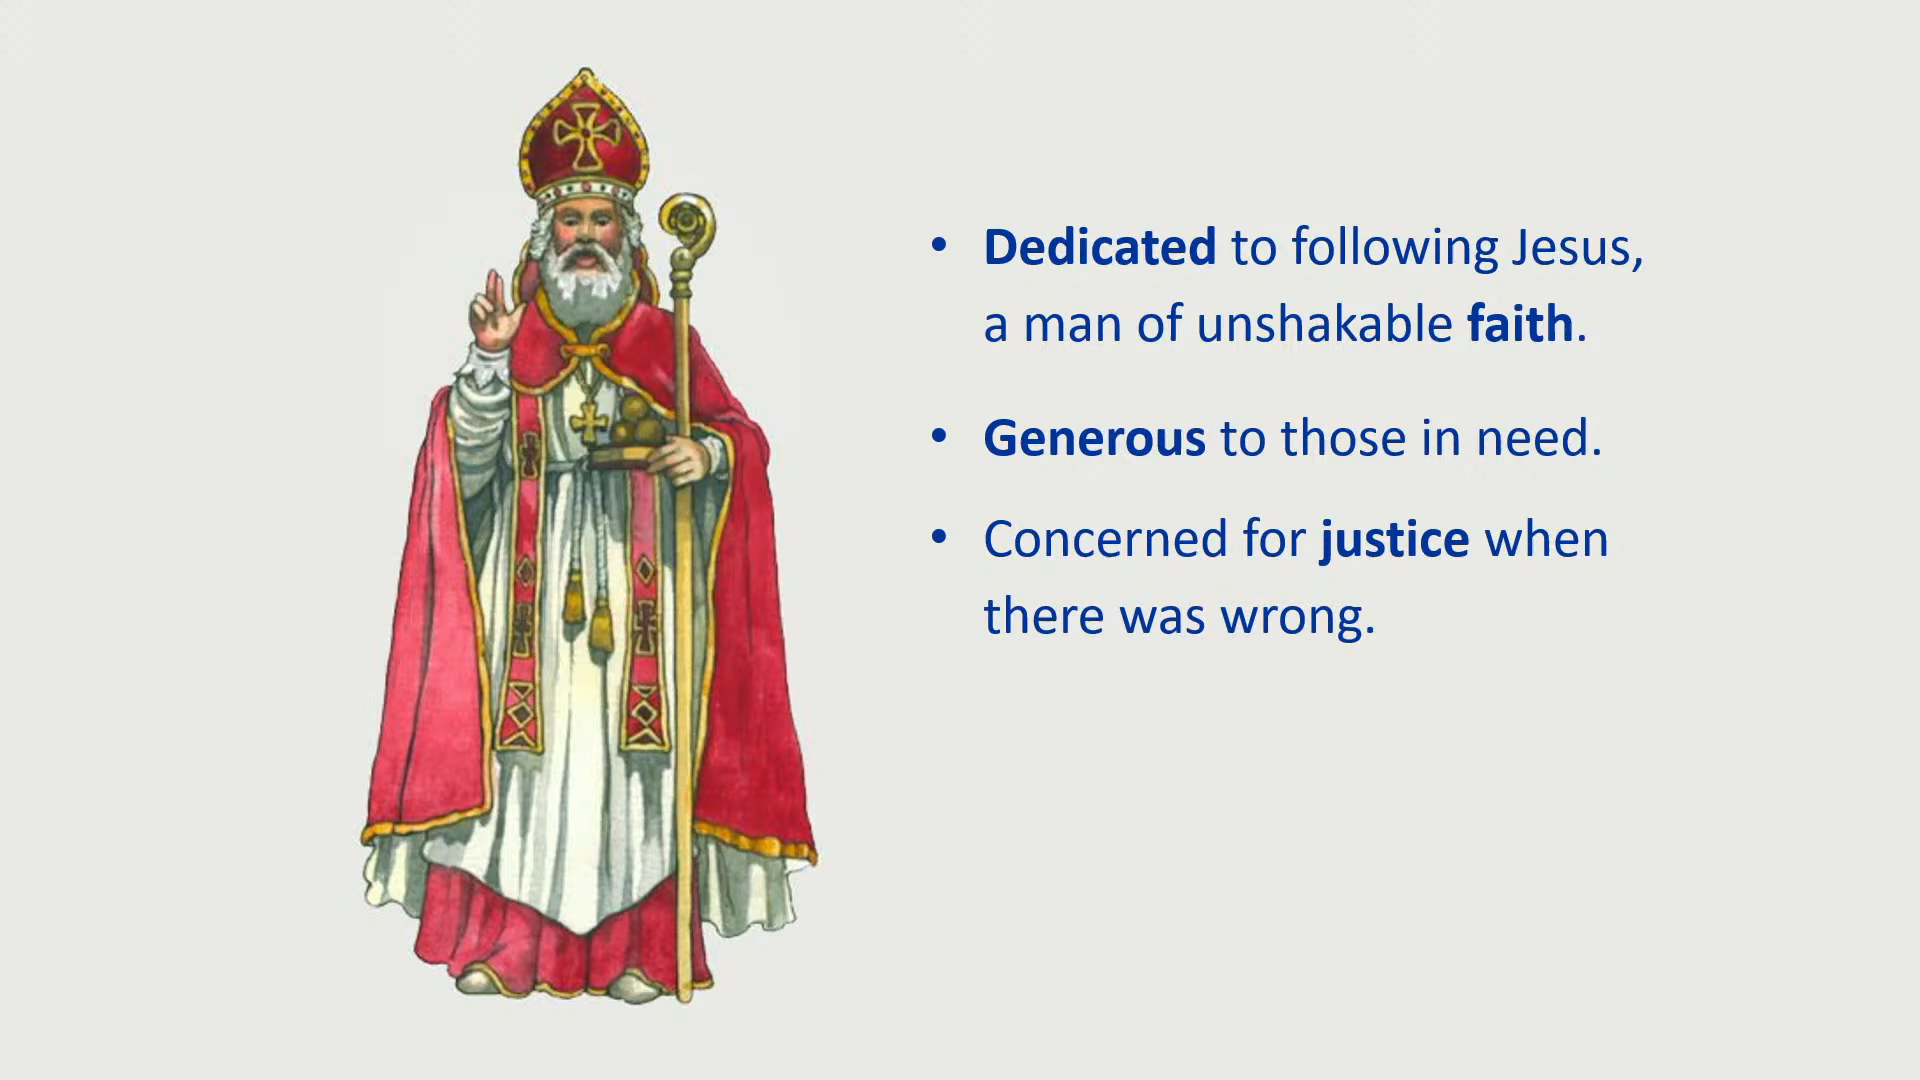 • Dedicated to following Jesus,
a man of unshakable faith.
• Generous to those in need.
• Concerned for justice when
there was wrong.